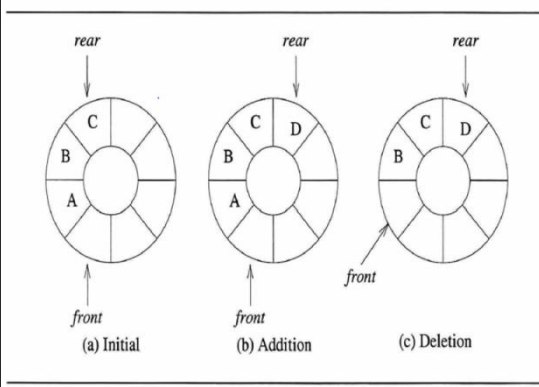 rear rear rear
C C D C D
B B B
A A
front
front front
(a) Initial (b) Addition (c) Deletion